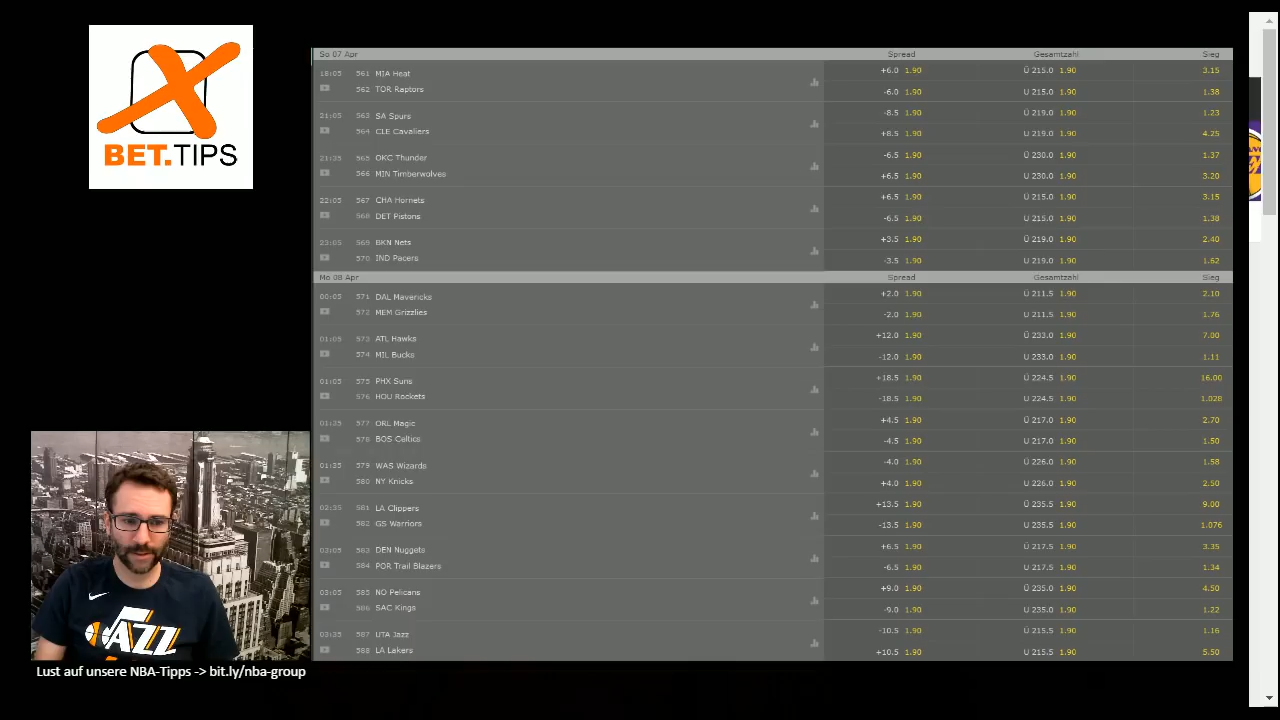 BET.TIPS
So 07 Apr Spread Gesamtzahl Sieg
18:05 561 MIA Heat +6.0 1.90 Ü 215.0 1.90 3.15
562 TOR Raptors -6.0 1.90 U 215.0 1.90 1.38
21:05 563 SA Spurs -8.5 1.90 Ü 219.0 1.90 1.23
564 CLE Cavaliers +8.5 1.90 U 219.0 1.90 4.25
21:35 565 OKC Thunder -6.5 1.90 Ü 230.0 1.90 1.37
566 MIN Timberwolves +6.5 1.90 U 230.0 1.90 3.20
22:05 567 CHA Hornets +6.5 1.90 Ü 215.0 1.90 3.15
568 DET Pistons -6.5 1.90 U 215.0 1.90 1.38
23:05 569 BKN Nets +3.5 1.90 Ü 219.0 1.90 2.40
570 IND Pacers -3.5 1.90 U 219.0 1.90 1.62
Mo 08 Apr Spread Gesamtzahl Sieg
00:05 571 DAL Mavericks +2.0 1.90 Ü 211.5 1.90 2.10
572 MEM Grizzlies -2.0 1.90 U 211.5 1.90 1.76
01:05 573 ATL Hawks +12.0 1.90 Ü 233.0 1.90 7.00
574 MIL Bucks -12.0 1.90 U 233.0 1.90 1.11
01:05 575 PHX Suns +18.5 1.90 Ü 224.5 1.90 16.00
576 HOU Rockets -18.5 1.90 U 224.5 1.90 1.028
01:35 577 ORL Magic +4.5 1.90 Ü 217.0 1.90 2.70
578 BOS Celtics -4.5 1.90 U 217.0 1.90 1.50
01:35 579 WAS Wizards -4.0 1.90 Ü 226.0 1.90 1.58
580 NY Knicks +4.0 1.90 U 226.0 1.90 2.50
02:35 581 LA Clippers +13.5 1.90 Ü 235.5 1.90 9.00
582 GS Warriors -13.5 1.90 U 235.5 1.90 1.076
03:05 583 DEN Nuggets +6.5 1.90 Ü 217.5 1.90 3.35
584 POR Trail Blazers -6.5 1.90 U 217.5 1.90 1.34
03:05 585 NO Pelicans +9.0 1.90 Ü 235.0 1.90 4.50
586 SAC Kings -9.0 1.90 U 235.0 1.90 1.22
03:35 587 UTA Jazz -10.5 1.90 Ü 215.5 1.90 1.16
588 LA Lakers +10.5 1.90 U 215.5 1.90 5.50
JAZZ
Lust auf unsere NBA-Tipps -> bit.ly/nba-group